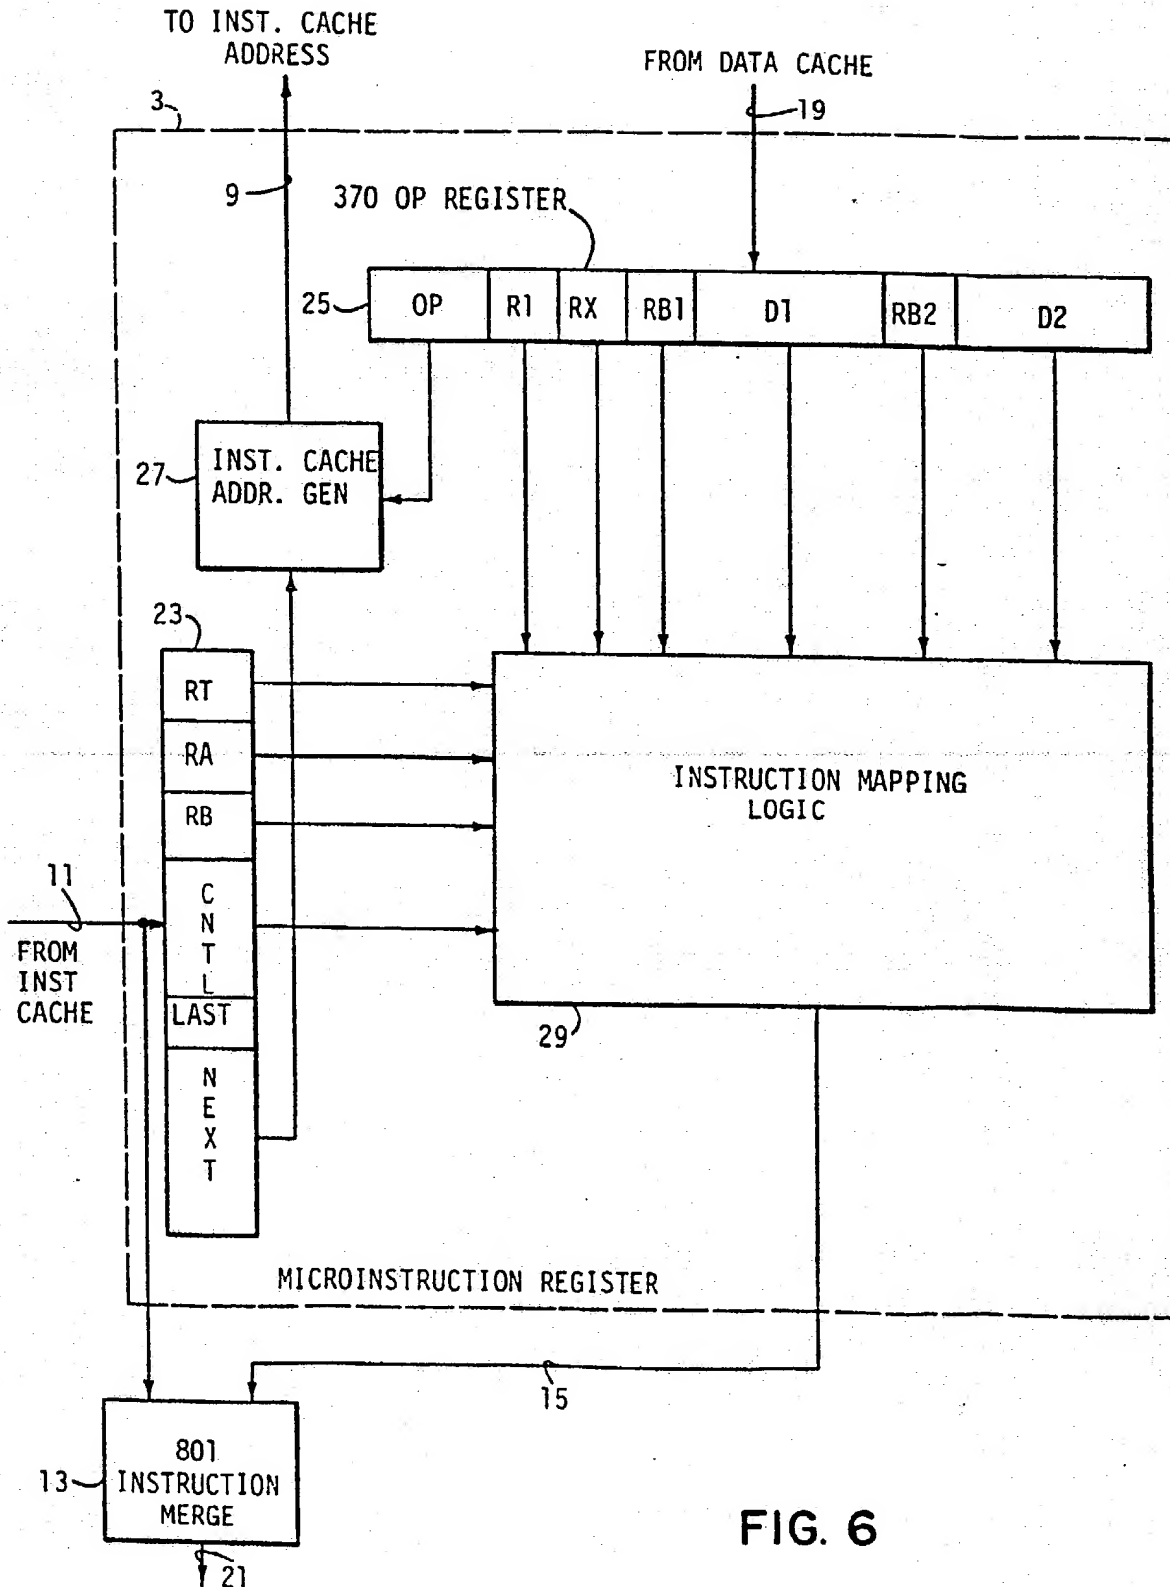 TO INST. CACHE
ADDRESS
FROM DATA CACHE
3
19
9
370 OP REGISTER
25
OP
R1
RX
RB1
D1
RB2
D2
27
INST. CACHE
ADDR. GEN
23
RT
RA
RB
CNTL
LAST
NEXT
INSTRUCTION MAPPING
LOGIC
11
FROM
INST
CACHE
29
MICROINSTRUCTION REGISTER
15
13
801
INSTRUCTION
MERGE
21
FIG. 6